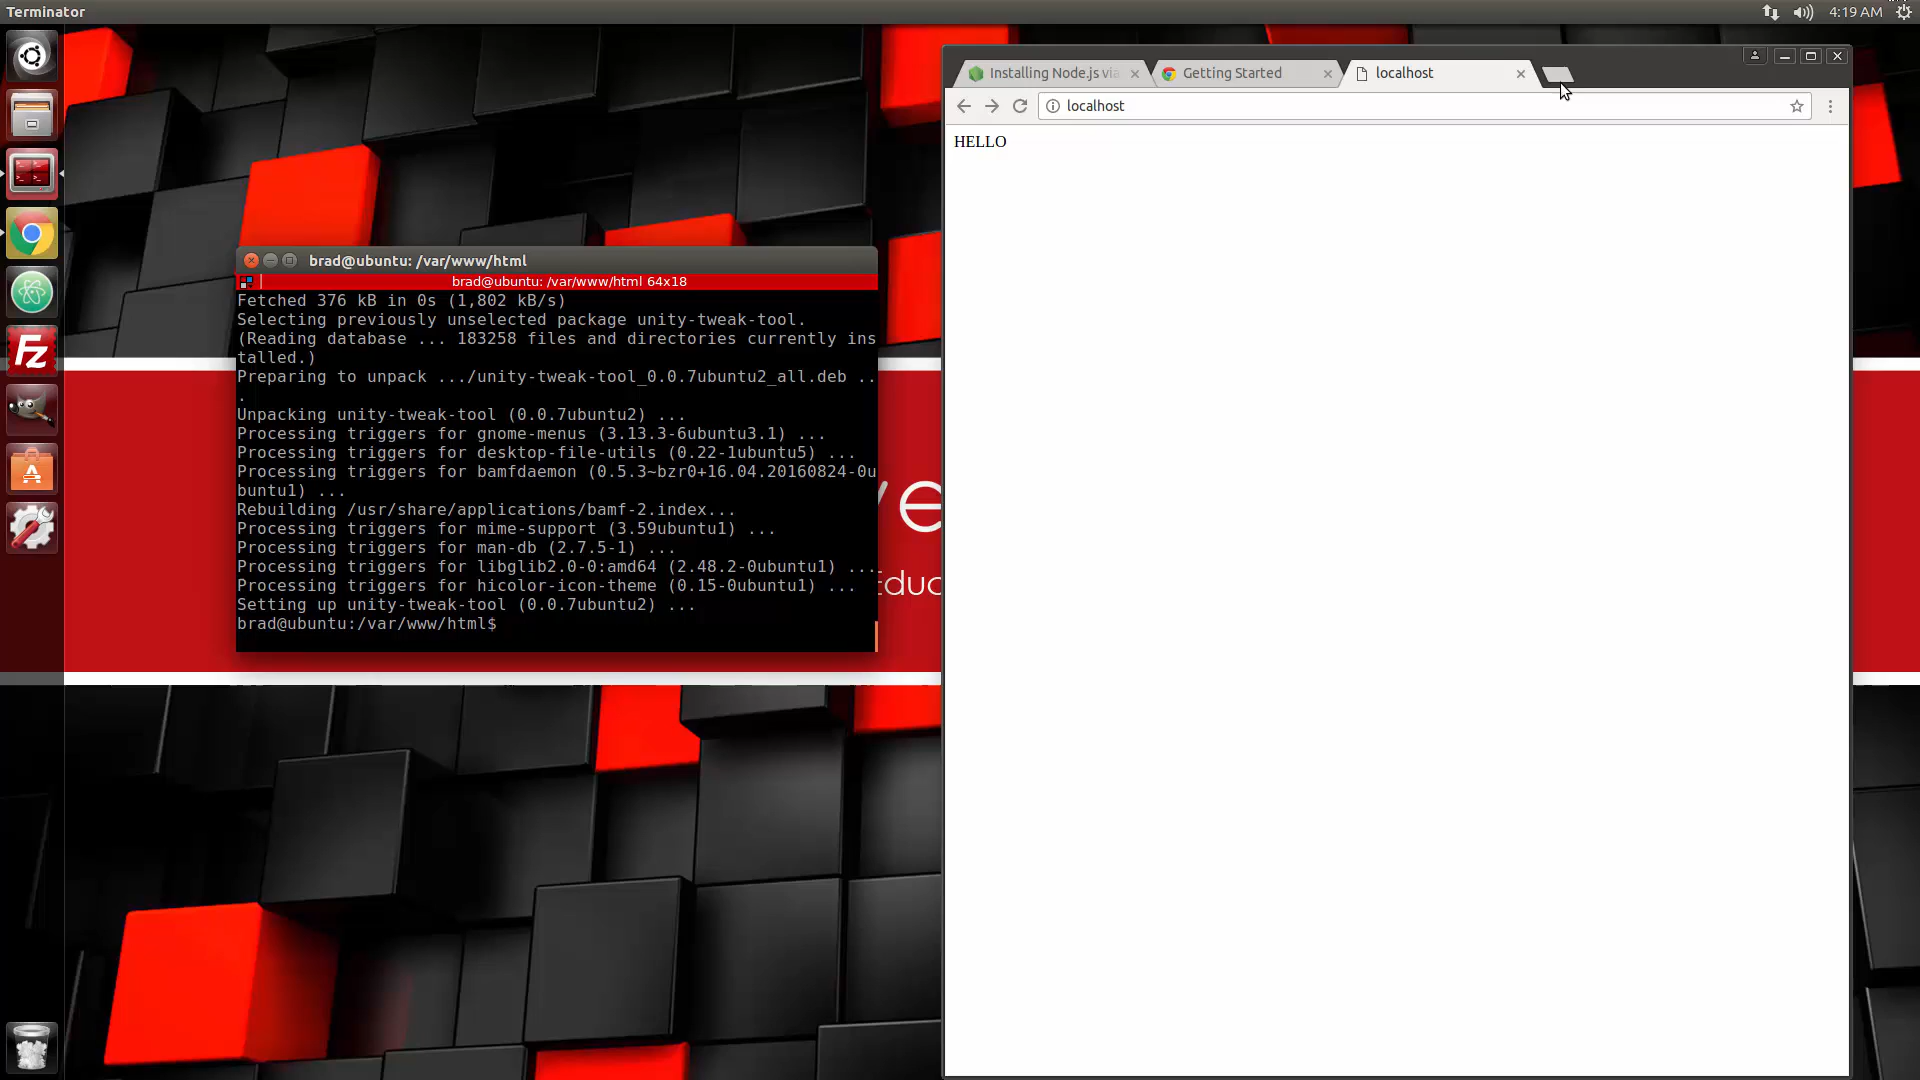 Terminator
4:19 AM
Installing Node.js via
Getting Started
localhost
localhost
HELLO
brad@ubuntu: /var/www/html
brad@ubuntu: /var/www/html 64x18
Fetched 376 kB in 0s (1,802 kB/s)
Selecting previously unselected package unity-tweak-tool.
(Reading database ... 183258 files and directories currently ins
talled.)
Preparing to unpack .../unity-tweak-tool_0.0.7ubuntu2_all.deb ..
.
Unpacking unity-tweak-tool (0.0.7ubuntu2) ...
Processing triggers for gnome-menus (3.13.3-6ubuntu3.1) ...
Processing triggers for desktop-file-utils (0.22-1ubuntu5) ...
Processing triggers for bamfdaemon (0.5.3~bzr0+16.04.20160824-0u
buntu1) ...
Rebuilding /usr/share/applications/bamf-2.index...
Processing triggers for mime-support (3.59ubuntu1) ...
Processing triggers for man-db (2.7.5-1) ...
Processing triggers for libglib2.0-0:amd64 (2.48.2-0ubuntu1) ...
Processing triggers for hicolor-icon-theme (0.15-0ubuntu1) ...
Setting up unity-tweak-tool (0.0.7ubuntu2) ...
brad@ubuntu:/var/www/html$
Fz